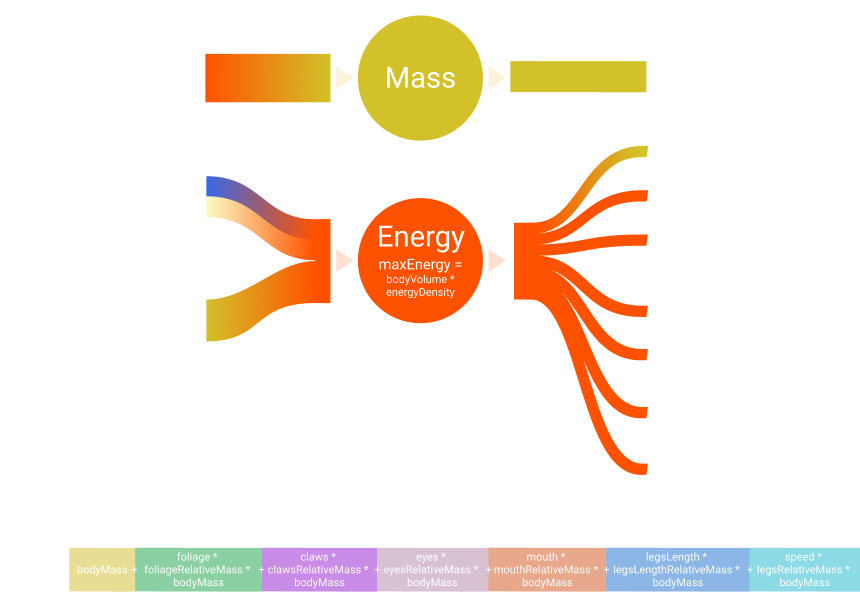 Mass
Energy
maxEnergy =
bodyVolume *
energyDensity
bodyMass + foliage * foliageRelativeMass * bodyMass + claws * clawsRelativeMass * bodyMass + eyes * eyesRelativeMass * bodyMass + mouth * mouthRelativeMass * bodyMass + legsLength * legsLengthRelativeMass * bodyMass + speed * legsRelativeMass * bodyMass